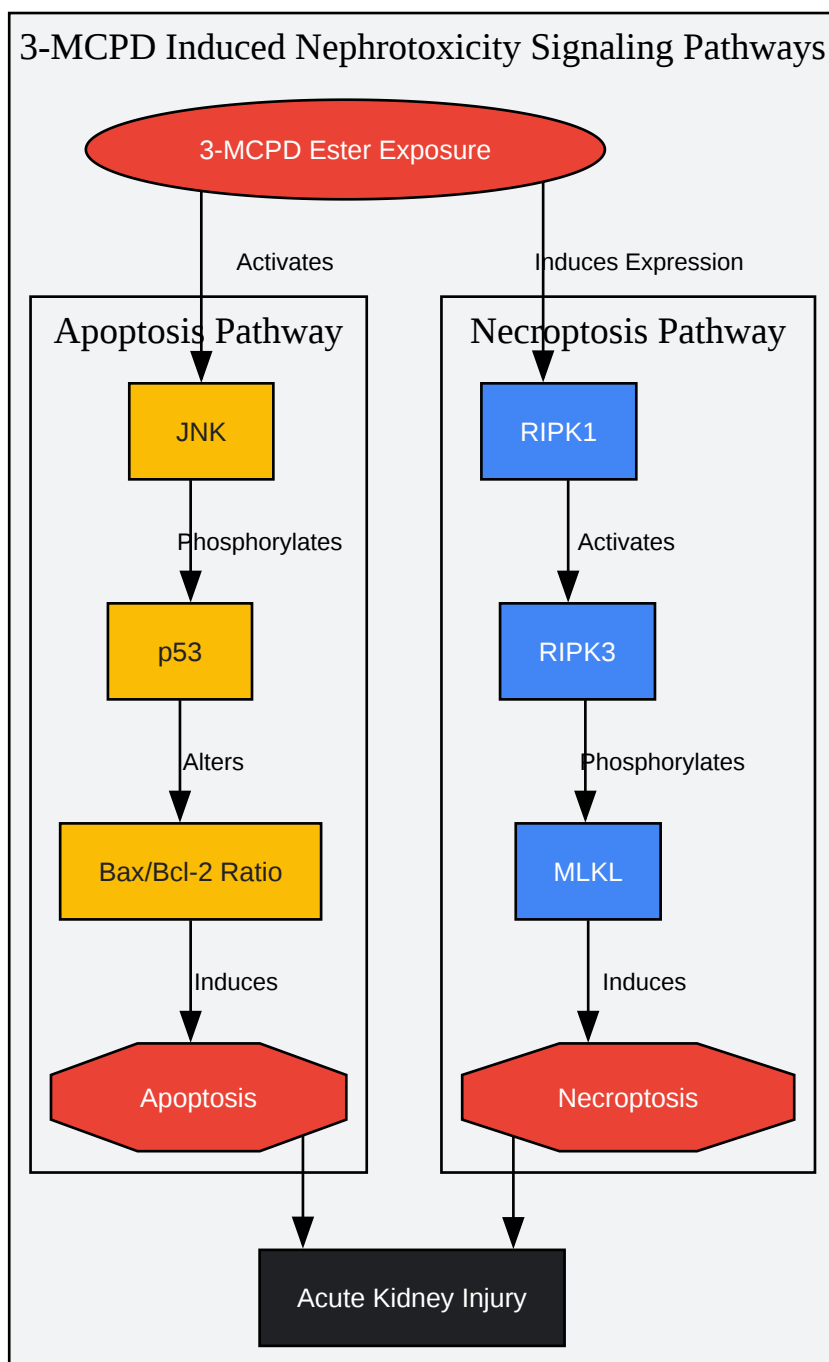 3-MCPD Induced Nephrotoxicity Signaling Pathways
3-MCPD Ester Exposure
Activates
Induces Expression
Apoptosis Pathway
Necroptosis Pathway
JNK
RIPK1
Phosphorylates
Activates
p53
RIPK3
Alters
Phosphorylates
Bax/Bcl-2 Ratio
MLKL
Induces
Induces
Apoptosis
Necroptosis
Acute Kidney Injury